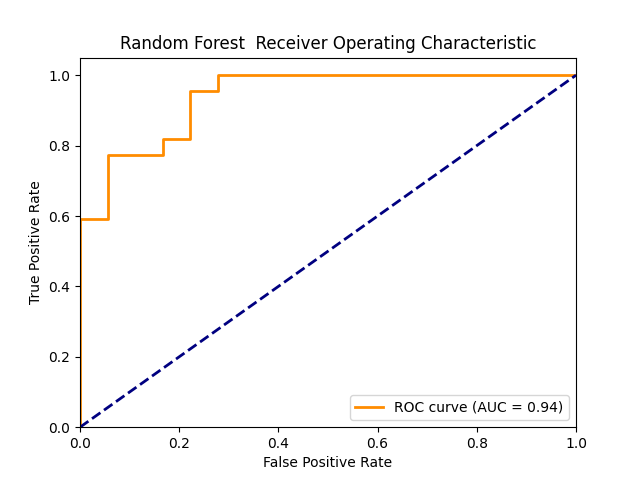 Random Forest  Receiver Operating Characteristic
1.0
0.8
0.6
0.4
0.2
0.0
True Positive Rate
ROC curve (AUC = 0.94)
0.0 0.2 0.4 0.6 0.8 1.0
False Positive Rate